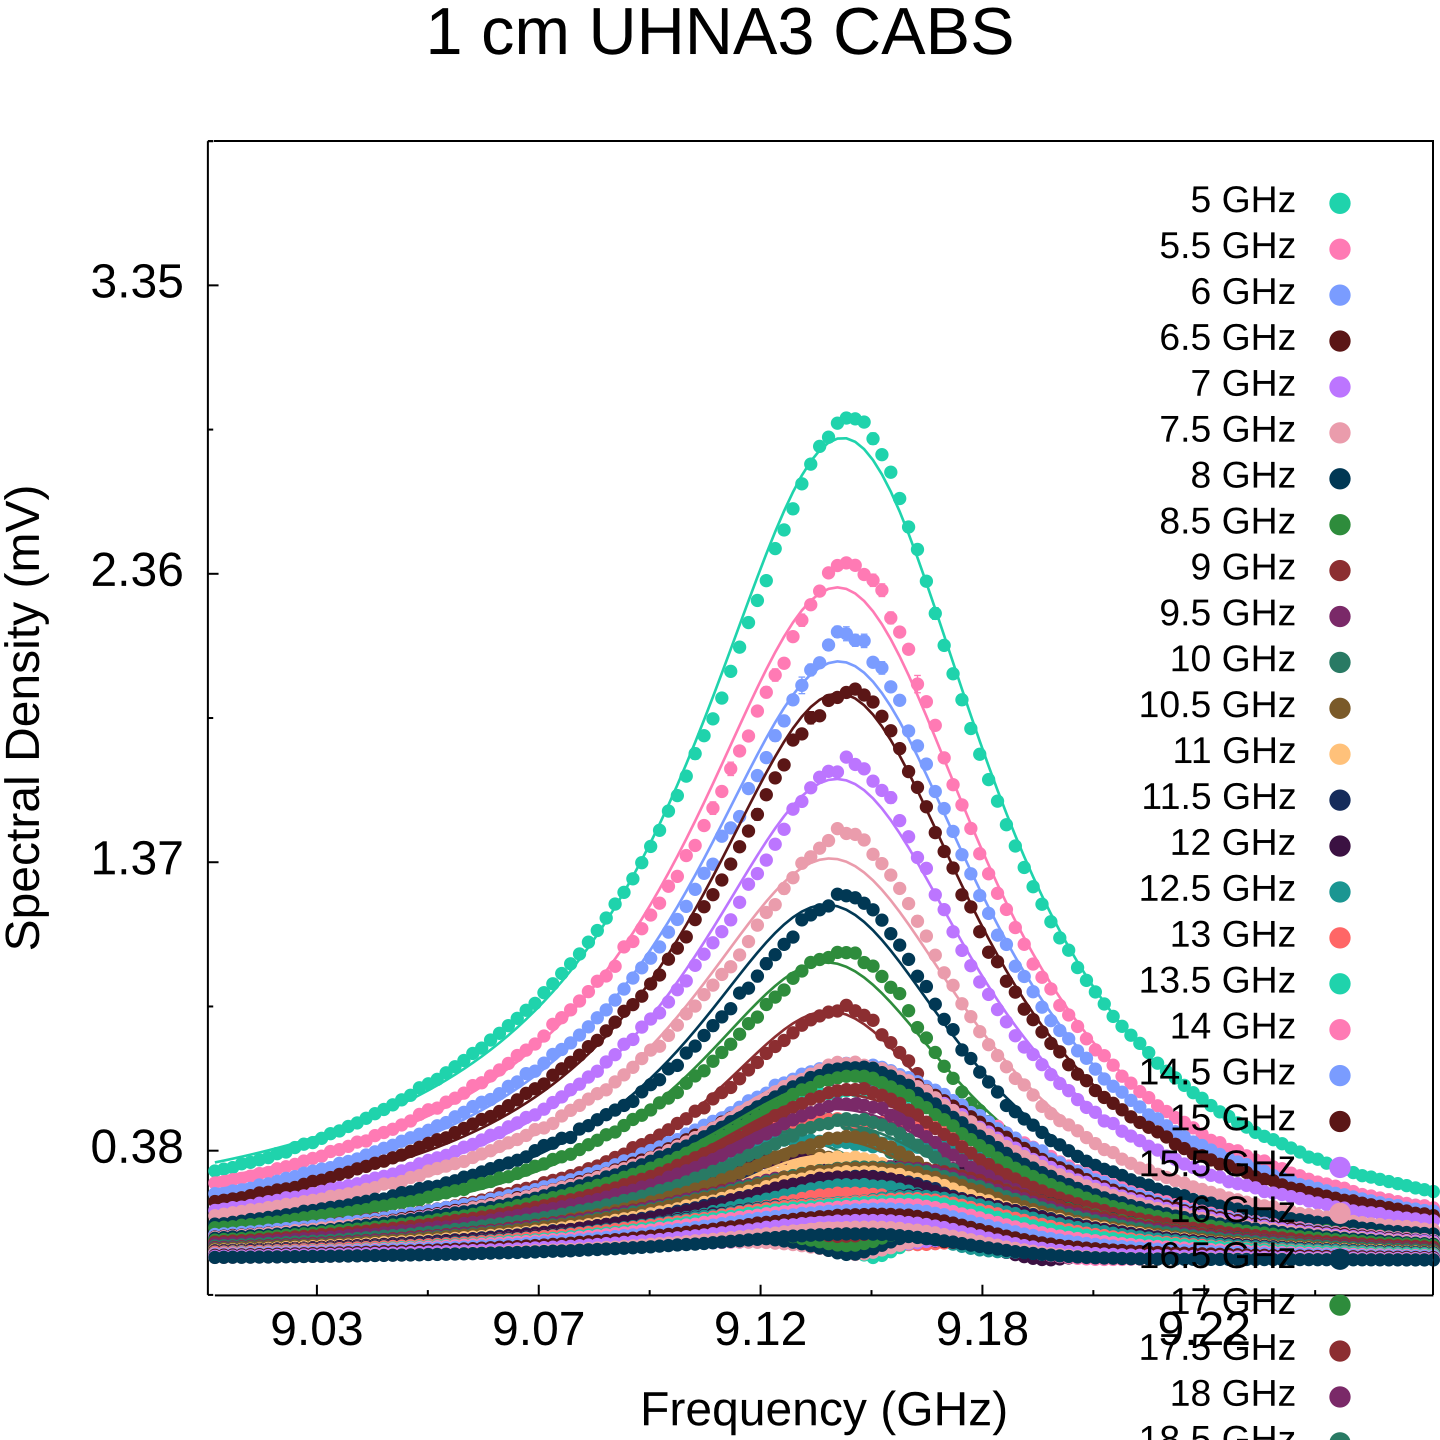 1 cm UHNA3 CABS
Spectral Density (mV)
3.35
2.36
1.37
0.38
5 GHz
5.5 GHz
6 GHz
6.5 GHz
7 GHz
7.5 GHz
8 GHz
8.5 GHz
9 GHz
9.5 GHz
10 GHz
10.5 GHz
11 GHz
11.5 GHz
12 GHz
12.5 GHz
13 GHz
13.5 GHz
14 GHz
14.5 GHz
15 GHz
15.5 GHz
16 GHz
16.5 GHz
17 GHz
17.5 GHz
18 GHz
18.5 GHz
9.03 9.07 9.12 9.18 9.22
Frequency (GHz)